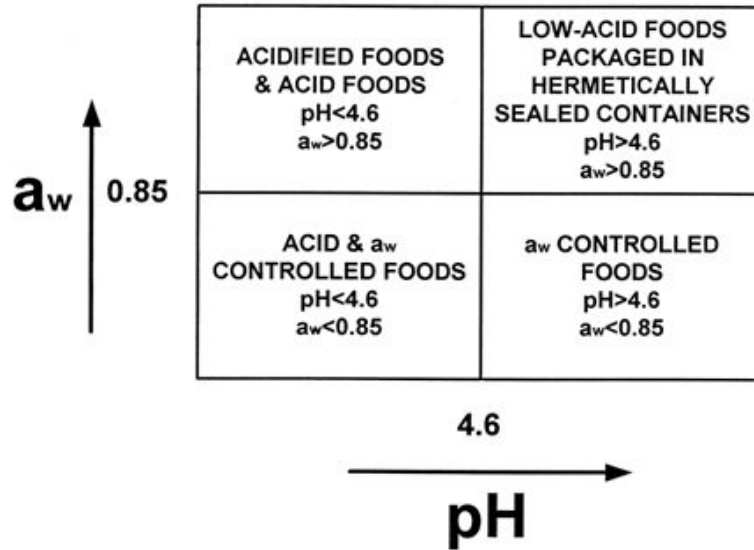 ACIDIFIED FOODS
& ACID FOODS
pH<4.6
aw>0.85
LOW-ACID FOODS
PACKAGED IN
HERMETICALLY
SEALED CONTAINERS
pH>4.6
aw>0.85
aw
0.85
ACID & aw
CONTROLLED FOODS
pH<4.6
aw<0.85
aw CONTROLLED
FOODS
pH>4.6
aw<0.85
4.6
pH